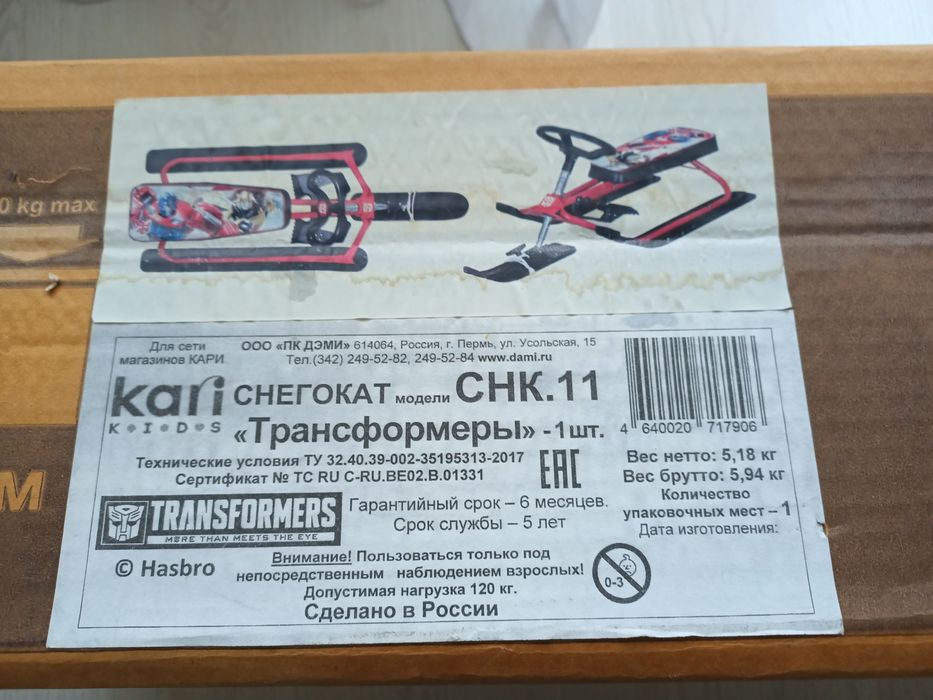 0 kg max
Для сети
магазинов КАРИ
ООО «ПК ДЭМИ» 614064, Россия, г. Пермь, ул. Усольская, 15
Тел.(342) 249-52-82, 249-52-84 www.dami.ru
kari
KIDS
СНЕГОКАТ модели СНК.11
«Трансформеры» - 1 шт.
4 640020 717906
Технические условия ТУ 32.40.39-002-35195313-2017
Сертификат № ТС RU C-RU.BE02.B.01331
EAC
Вес нетто: 5,18 кг
Вес брутто: 5,94 кг
Количество
упаковочных мест – 1
Дата изготовления:
TRANSFORMERS
MORE THAN MEETS THE EYE
Гарантийный срок – 6 месяцев.
Срок службы – 5 лет
© Hasbro
Внимание! Пользоваться только под
непосредственным наблюдением взрослых!
Допустимая нагрузка 120 кг.
Сделано в России
0-3
М